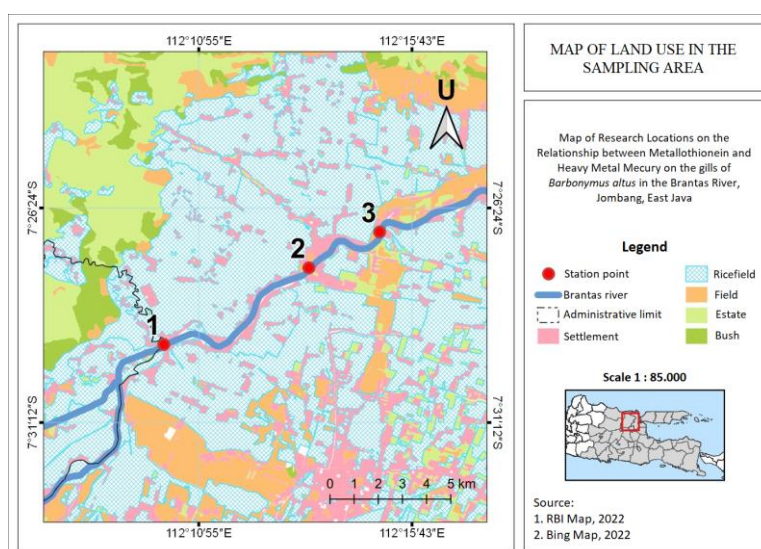 112°10'55"E
112°15'43"E
U
7°26'24"S
7°26'24"S
3
2
1
7°31'12"S
7°31'12"S
0 1 2 3 4 5 km
112°10'55"E
112°15'43"E
MAP OF LAND USE IN THE
SAMPLING AREA
Map of Research Locations on the
Relationship between Metallothionein and
Heavy Metal Mecury on the gills of
Barbonymus altus in the Brantas River,
Jombang, East Java
Legend
Station point
Brantas river
Administrative limit
Settlement
Ricefield
Field
Estate
Bush
Scale 1 : 85.000
Source:
1. RBI Map, 2022
2. Bing Map, 2022